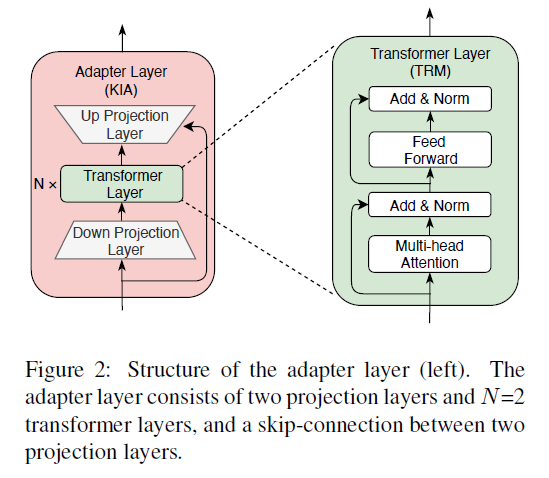 Adapter Layer
(KIA)
Up Projection
Layer
N ×
Transformer
Layer
Down Projection
Layer
Transformer Layer
(TRM)
Add & Norm
Feed
Forward
Add & Norm
Multi-head
Attention
Figure 2: Structure of the adapter layer (left). The
adapter layer consists of two projection layers and N=2
transformer layers, and a skip-connection between two
projection layers.